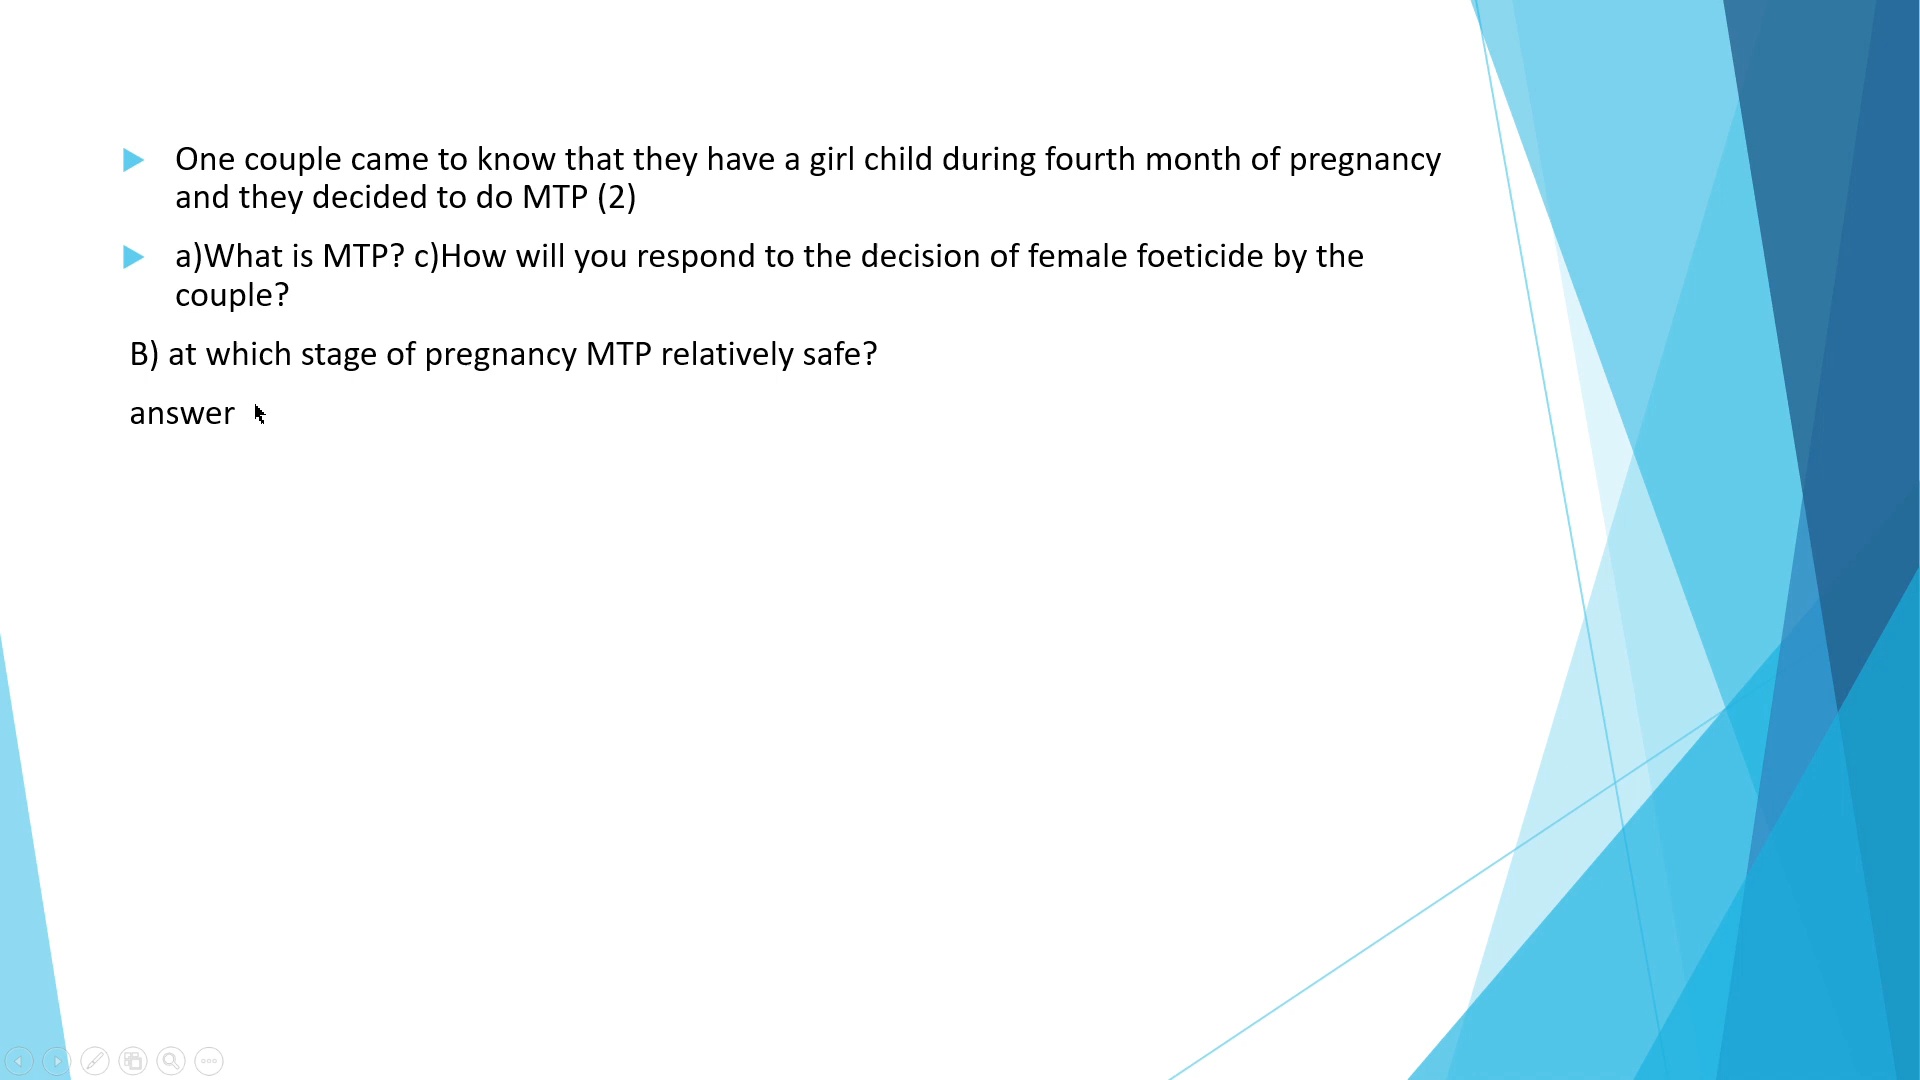 One couple came to know that they have a girl child during fourth month of pregnancy
and they decided to do MTP (2)
a)What is MTP? c)How will you respond to the decision of female foeticide by the
couple?
B) at which stage of pregnancy MTP relatively safe?
answer